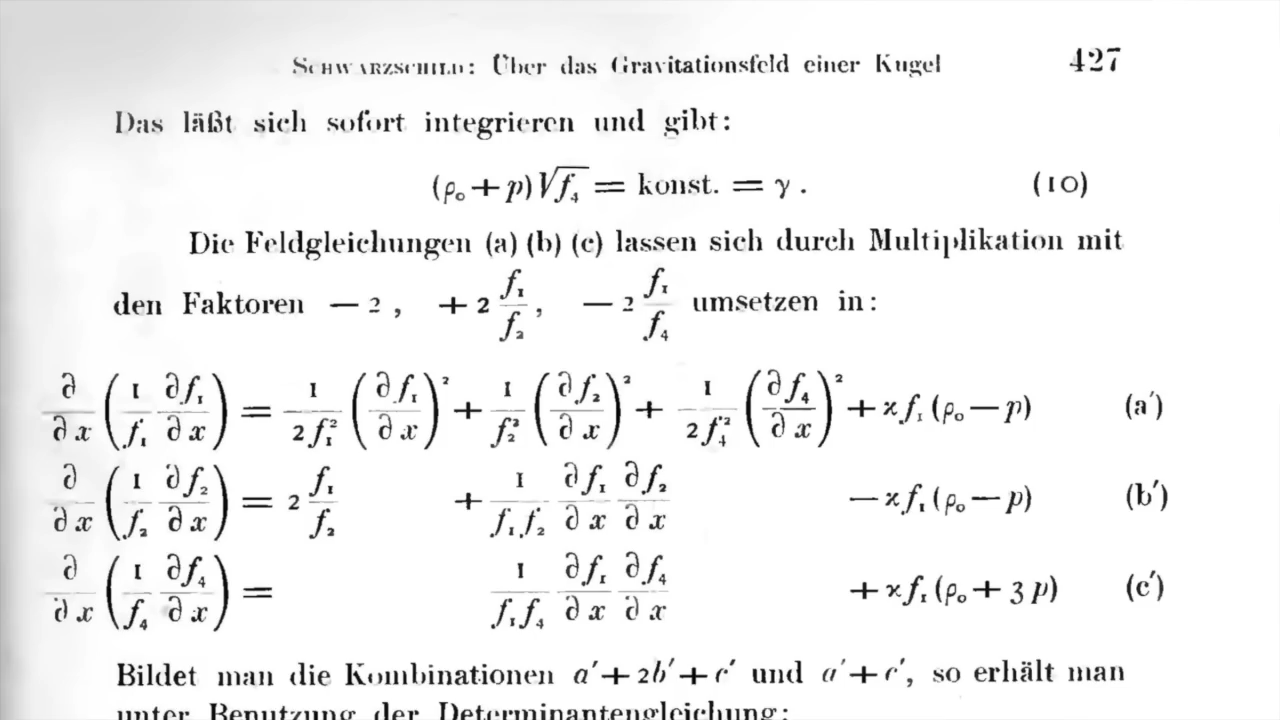 SCHWARZSCHILD: Über das Gravitationsfeld einer Kugel 427
Das läßt sich sofort integrieren und gibt:
(ρ₀ + p)√f₄ = konst. = γ . (10)
Die Feldgleichungen (a) (b) (c) lassen sich durch Multiplikation mit
den Faktoren − 2 , + 2 f₁/f₂ , − 2 f₁/f₄ umsetzen in:
∂/∂x (1/f₁ ∂f₁/∂x) = 1/2f₁² (∂f₁/∂x)² + 1/f₂² (∂f₂/∂x)² + 1/2f₄² (∂f₄/∂x)² + ϰf₁(ρ₀ − p) (a′)
∂/∂x (1/f₂ ∂f₂/∂x) = 2 f₁/f₂ + 1/f₁f₂ ∂f₁/∂x ∂f₂/∂x − ϰf₁(ρ₀ − p) (b′)
∂/∂x (1/f₄ ∂f₄/∂x) = 1/f₁f₄ ∂f₁/∂x ∂f₄/∂x + ϰf₁(ρ₀ + 3p) (c′)
Bildet man die Kombinationen a′ + 2b′ + c′ und a′ + c′, so erhält man
unter Benutzung der Determinantengleichung: